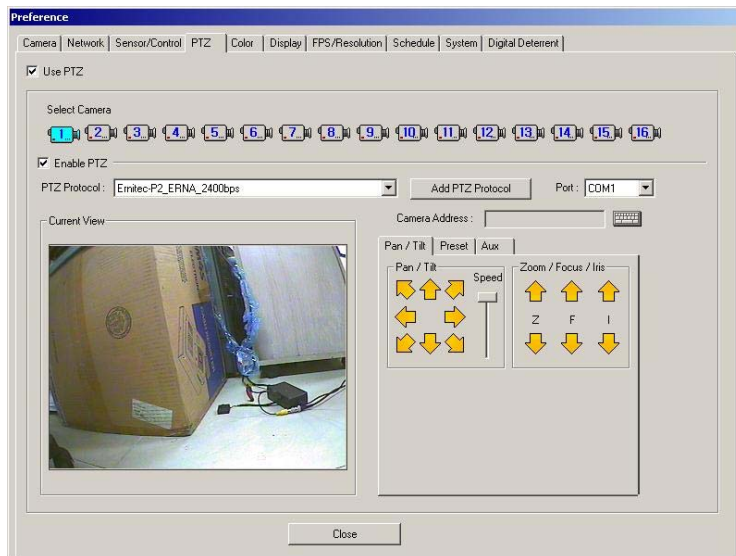 Preference
Camera Network Sensor/Control PTZ Color Display FPS/Resolution Schedule System Digital Deterrent
Use PTZ
Select Camera
1... 2... 3... 4... 5... 6... 7... 8... 9... 10.. 11.. 12.. 13.. 14.. 15.. 16..
Enable PTZ
PTZ Protocol : Ernitec-P2_ERNA_2400bps Add PTZ Protocol Port : COM1
Camera Address :
Current View
Pan / Tilt Preset Aux
Pan / Tilt Speed Zoom / Focus / Iris
Z F I
Close